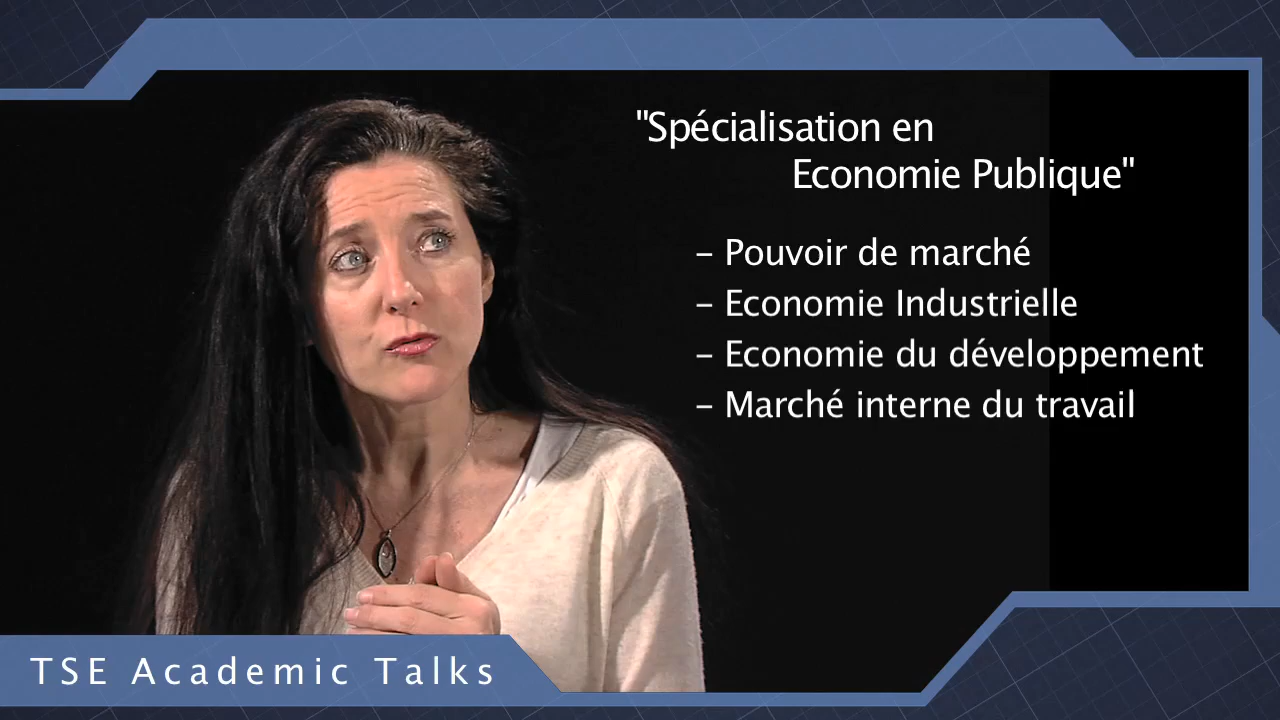 "Spécialisation en
Economie Publique"
– Pouvoir de marché
– Economie Industrielle
– Economie du développement
– Marché interne du travail
TSE Academic Talks